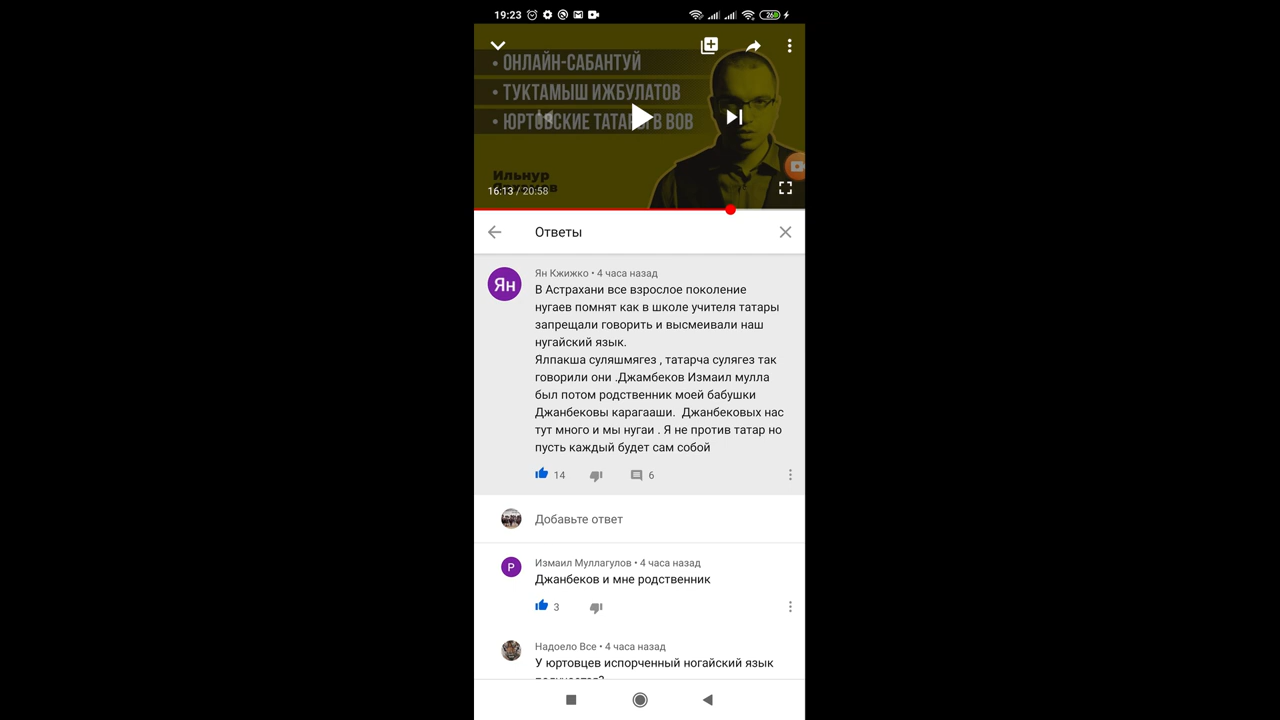 19:23
26
• ОНЛАЙН-САБАНТУЙ
• ТУКТАМЫШ ИЖБУЛАТОВ
• ЮРТОВСКИЕ ТАТАРЫ В ВОВ
Ильнур
16:13 / 20:58
Ответы
Ян
Ян Кжижко • 4 часа назад
В Астрахани все взрослое поколение
нугаев помнят как в школе учителя татары
запрещали говорить и высмеивали наш
нугайский язык.
Ялпакша суляшмягез , татарча сулягез так
говорили они .Джамбеков Измаил мулла
был потом родственник моей бабушки
Джанбековы карагааши.  Джанбековых нас
тут много и мы нугаи . Я не против татар но
пусть каждый будет сам собой
14
6
Добавьте ответ
Р
Измаил Муллагулов • 4 часа назад
Джанбеков и мне родственник
3
Надоело Все • 4 часа назад
У юртовцев испорченный ногайский язык